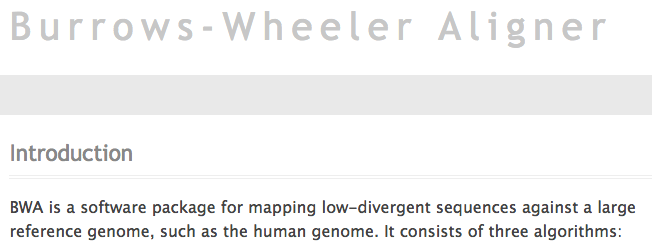 Burrows-Wheeler Aligner
Introduction
BWA is a software package for mapping low-divergent sequences against a large
reference genome, such as the human genome. It consists of three algorithms: